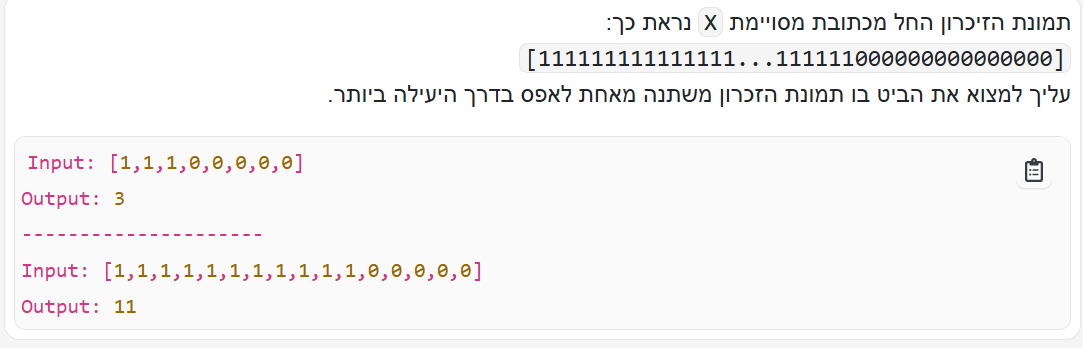 תמונת הזיכרון החל מכתובת מסויימת X נראת כך:
[111111111111111...111111000000000000000]
עליך למצוא את הביט בו תמונת הזכרון משתנה מאחת לאפס בדרך היעילה ביותר.
Input: [1,1,1,0,0,0,0,0]
Output: 3
---------------------
Input: [1,1,1,1,1,1,1,1,1,1,1,0,0,0,0,0]
Output: 11